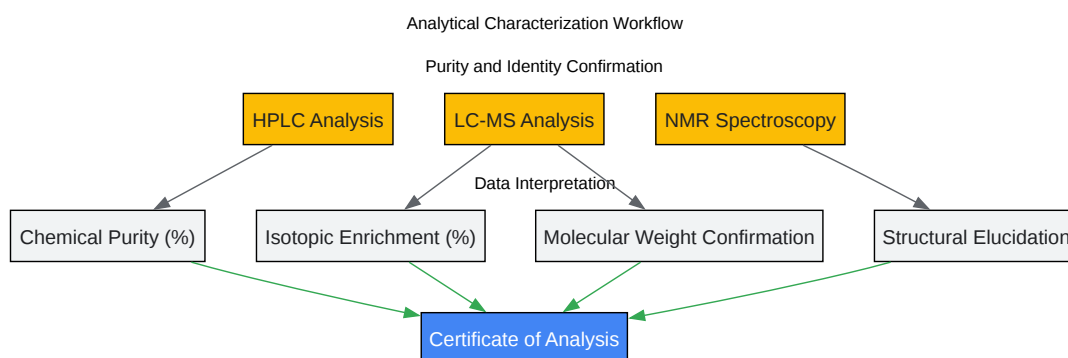 Analytical Characterization Workflow
Purity and Identity Confirmation
HPLC Analysis
LC-MS Analysis
NMR Spectroscopy
Data Interpretation
Chemical Purity (%)
Isotopic Enrichment (%)
Molecular Weight Confirmation
Structural Elucidation
Certificate of Analysis